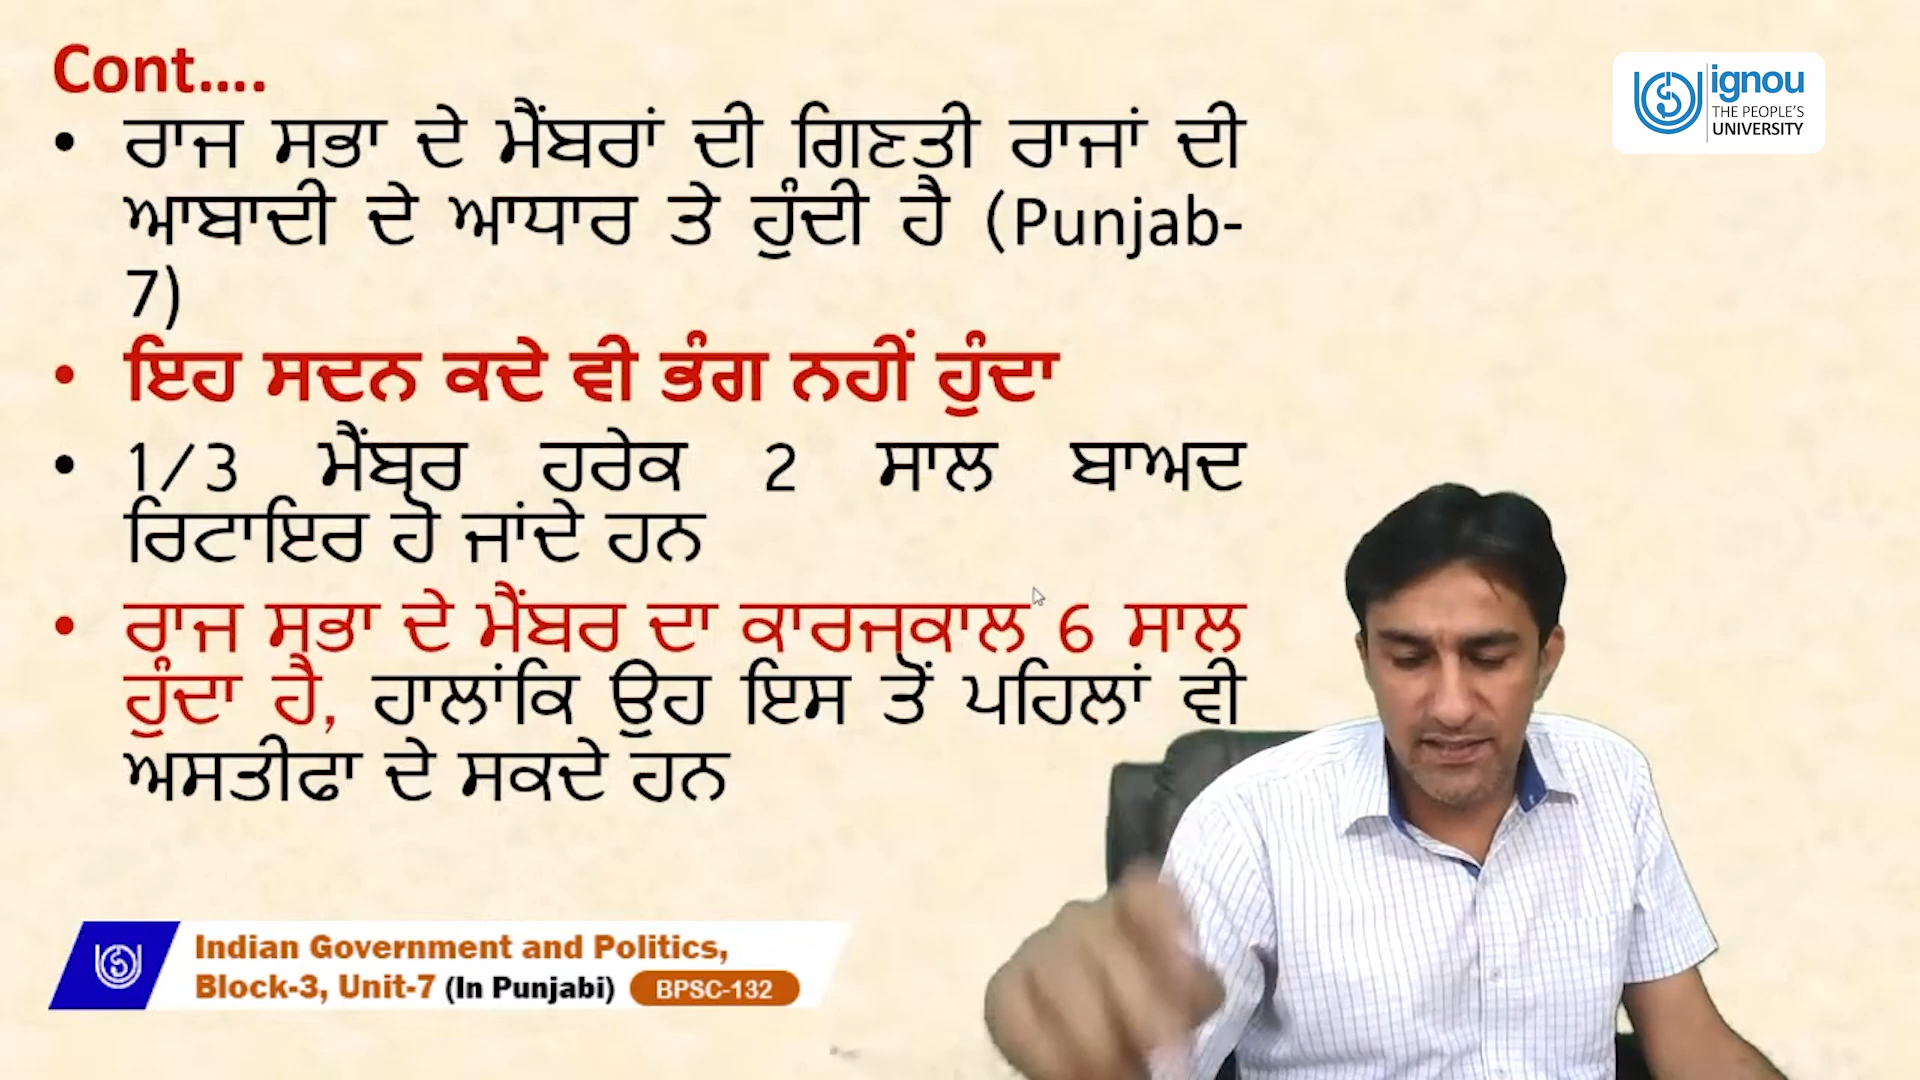 Cont....
• ਰਾਜ ਸਭਾ ਦੇ ਮੈਂਬਰਾਂ ਦੀ ਗਿਣਤੀ ਰਾਜਾਂ ਦੀ
ਆਬਾਦੀ ਦੇ ਆਧਾਰ ਤੇ ਹੁੰਦੀ ਹੈ (Punjab-
7)
• ਇਹ ਸਦਨ ਕਦੇ ਵੀ ਭੰਗ ਨਹੀਂ ਹੁੰਦਾ
• 1/3 ਮੈਂਬਰ ਹਰੇਕ 2 ਸਾਲ ਬਾਅਦ
ਰਿਟਾਇਰ ਹੋ ਜਾਂਦੇ ਹਨ
• ਰਾਜ ਸਭਾ ਦੇ ਮੈਂਬਰ ਦਾ ਕਾਰਜਕਾਲ 6 ਸਾਲ
ਹੁੰਦਾ ਹੈ, ਹਾਲਾਂਕਿ ਉਹ ਇਸ ਤੋਂ ਪਹਿਲਾਂ ਵੀ
ਅਸਤੀਫਾ ਦੇ ਸਕਦੇ ਹਨ
ignou
THE PEOPLE'S
UNIVERSITY
Indian Government and Politics,
Block-3, Unit-7 (In Punjabi) BPSC-132